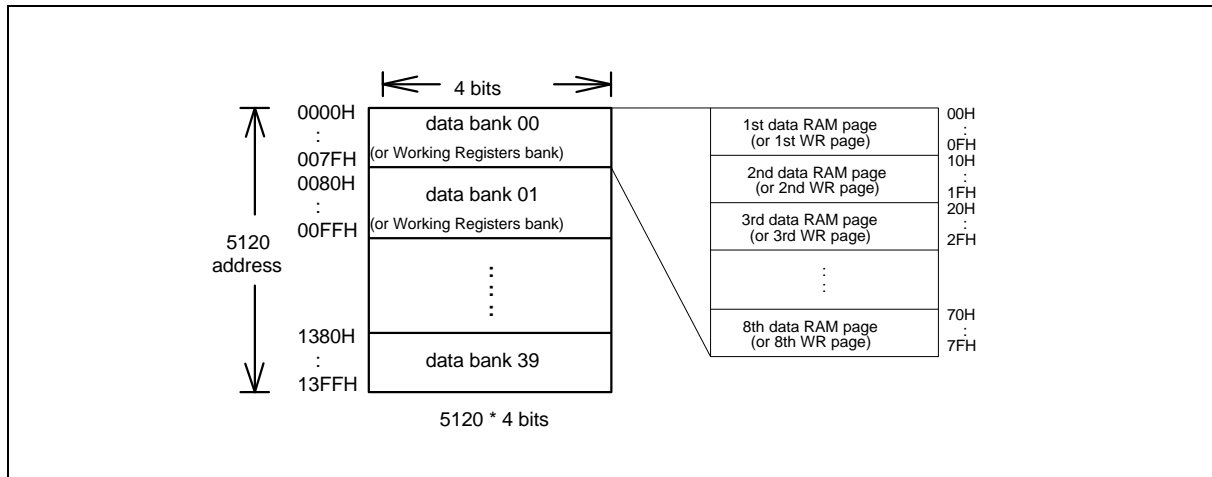 4 bits
0000H
:
007FH
0080H
:
00FFH
1380H
:
13FFH
5120
address
data bank 00
(or Working Registers bank)
data bank 01
(or Working Registers bank)
:
:
data bank 39
5120 * 4 bits
1st data RAM page
(or 1st WR page)
2nd data RAM page
(or 2nd WR page)
3rd data RAM page
(or 3rd WR page)
:
:
8th data RAM page
(or 8th WR page)
00H
:
0FH
10H
:
1FH
20H
:
2FH
70H
:
7FH